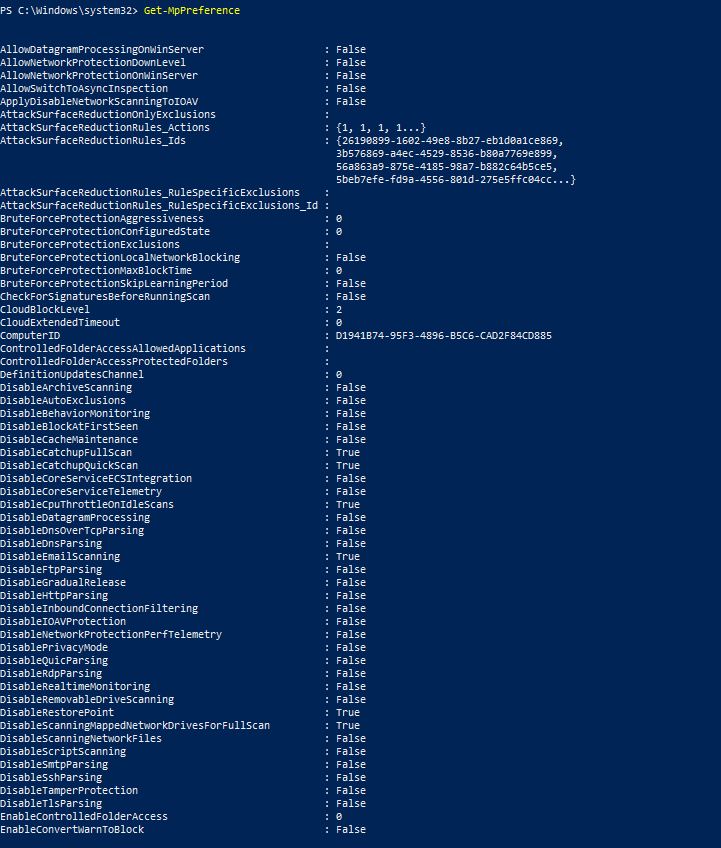 PS C:\Windows\system32> Get-MpPreference
AllowDatagramProcessingOnWinServer : False
AllowNetworkProtectionDownLevel : False
AllowNetworkProtectionOnWinServer : False
AllowSwitchToAsyncInspection : False
ApplyDisableNetworkScanningToIOAV : False
AttackSurfaceReductionOnlyExclusions :
AttackSurfaceReductionRules_Actions : {1, 1, 1, 1...}
AttackSurfaceReductionRules_Ids : {26190899-1602-49e8-8b27-eb1d0a1ce869,
3b576869-a4ec-4529-8536-b80a7769e899,
56a863a9-875e-4185-98a7-b882c64b5ce5,
5beb7efe-fd9a-4556-801d-275e5ffc04cc...}
AttackSurfaceReductionRules_RuleSpecificExclusions :
AttackSurfaceReductionRules_RuleSpecificExclusions_Id :
BruteForceProtectionAggressiveness : 0
BruteForceProtectionConfiguredState : 0
BruteForceProtectionExclusions :
BruteForceProtectionLocalNetworkBlocking : False
BruteForceProtectionMaxBlockTime : 0
BruteForceProtectionSkipLearningPeriod : False
CheckForSignaturesBeforeRunningScan : False
CloudBlockLevel : 2
CloudExtendedTimeout : 0
ComputerID : D1941B74-95F3-4896-B5C6-CAD2F84CD885
ControlledFolderAccessAllowedApplications :
ControlledFolderAccessProtectedFolders :
DefinitionUpdatesChannel : 0
DisableArchiveScanning : False
DisableAutoExclusions : False
DisableBehaviorMonitoring : False
DisableBlockAtFirstSeen : False
DisableCacheMaintenance : False
DisableCatchupFullScan : True
DisableCatchupQuickScan : True
DisableCoreServiceECSIntegration : False
DisableCoreServiceTelemetry : False
DisableCpuThrottleOnIdleScans : True
DisableDatagramProcessing : False
DisableDnsOverTcpParsing : False
DisableDnsParsing : False
DisableEmailScanning : True
DisableFtpParsing : False
DisableGradualRelease : False
DisableHttpParsing : False
DisableInboundConnectionFiltering : False
DisableIOAVProtection : False
DisableNetworkProtectionPerfTelemetry : False
DisablePrivacyMode : False
DisableQuicParsing : False
DisableRdpParsing : False
DisableRealtimeMonitoring : False
DisableRemovableDriveScanning : False
DisableRestorePoint : True
DisableScanningMappedNetworkDrivesForFullScan : True
DisableScanningNetworkFiles : False
DisableScriptScanning : False
DisableSmtpParsing : False
DisableSshParsing : False
DisableTamperProtection : False
DisableTlsParsing : False
EnableControlledFolderAccess : 0
EnableConvertWarnToBlock : False